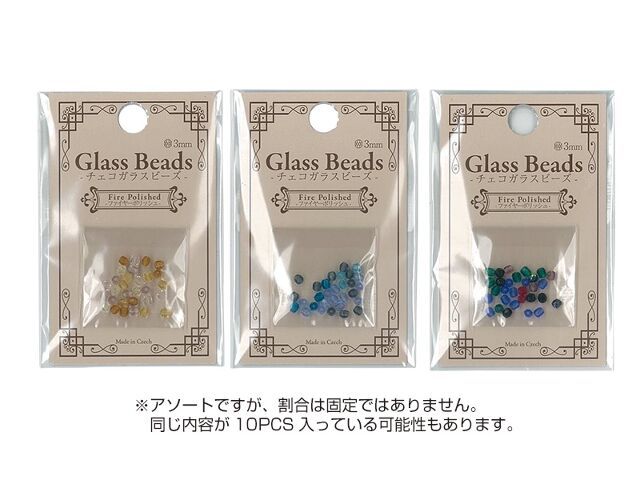 3mm
Glass Beads
-チェコガラスビーズ-
Fire Polished
-ファイヤーポリッシュ-
Made in Czech
3mm
Glass Beads
-チェコガラスビーズ-
Fire Polished
-ファイヤーポリッシュ-
Made in Czech
3mm
Glass Beads
-チェコガラスビーズ-
Fire Polished
-ファイヤーポリッシュ-
Made in Czech
※アソートですが、割合は固定ではありません。
同じ内容が 10PCS 入っている可能性もあります。